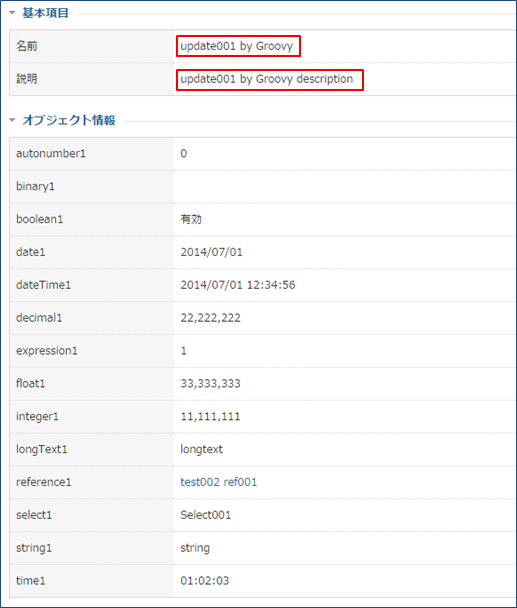 基本項目
名前 update001 by Groovy
説明 update001 by Groovy description
オブジェクト情報
autonumber1 0
binary1
boolean1 有効
date1 2014/07/01
dateTime1 2014/07/01 12:34:56
decimal1 22,222,222
expression1 1
float1 33,333,333
integer1 11,111,111
longText1 longtext
reference1 test002 ref001
select1 Select001
string1 string
time1 01:02:03